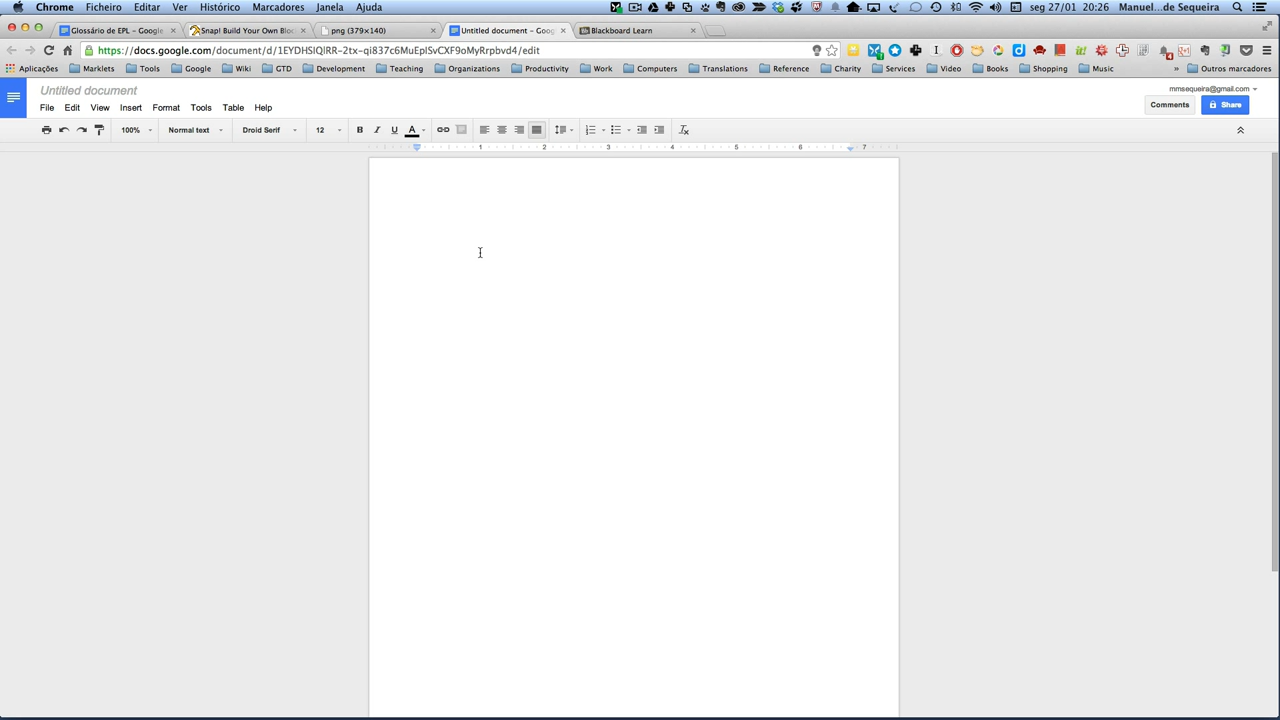 Chrome Ficheiro Editar Ver Histórico Marcadores Janela Ajuda seg 27/01 20:26 Manuel...de Sequeira
Glossário de EPL – Google Snap! Build Your Own Bloc png (379×140) Untitled document – Goog Blackboard Learn
https://docs.google.com/document/d/1EYDHSIQIRR-2tx-qi837c6MuEplSvCXF9oMyRrpbvd4/edit
Aplicações Marklets Tools Google Wiki GTD Development Teaching Organizations Productivity Work Computers Translations Reference Charity Services Video Books Shopping Music » Outros marcadores
Untitled document mmsequeira@gmail.com
File Edit View Insert Format Tools Table Help Comments Share
100% Normal text Droid Serif 12 B I U A
1 2 3 4 5 6 7